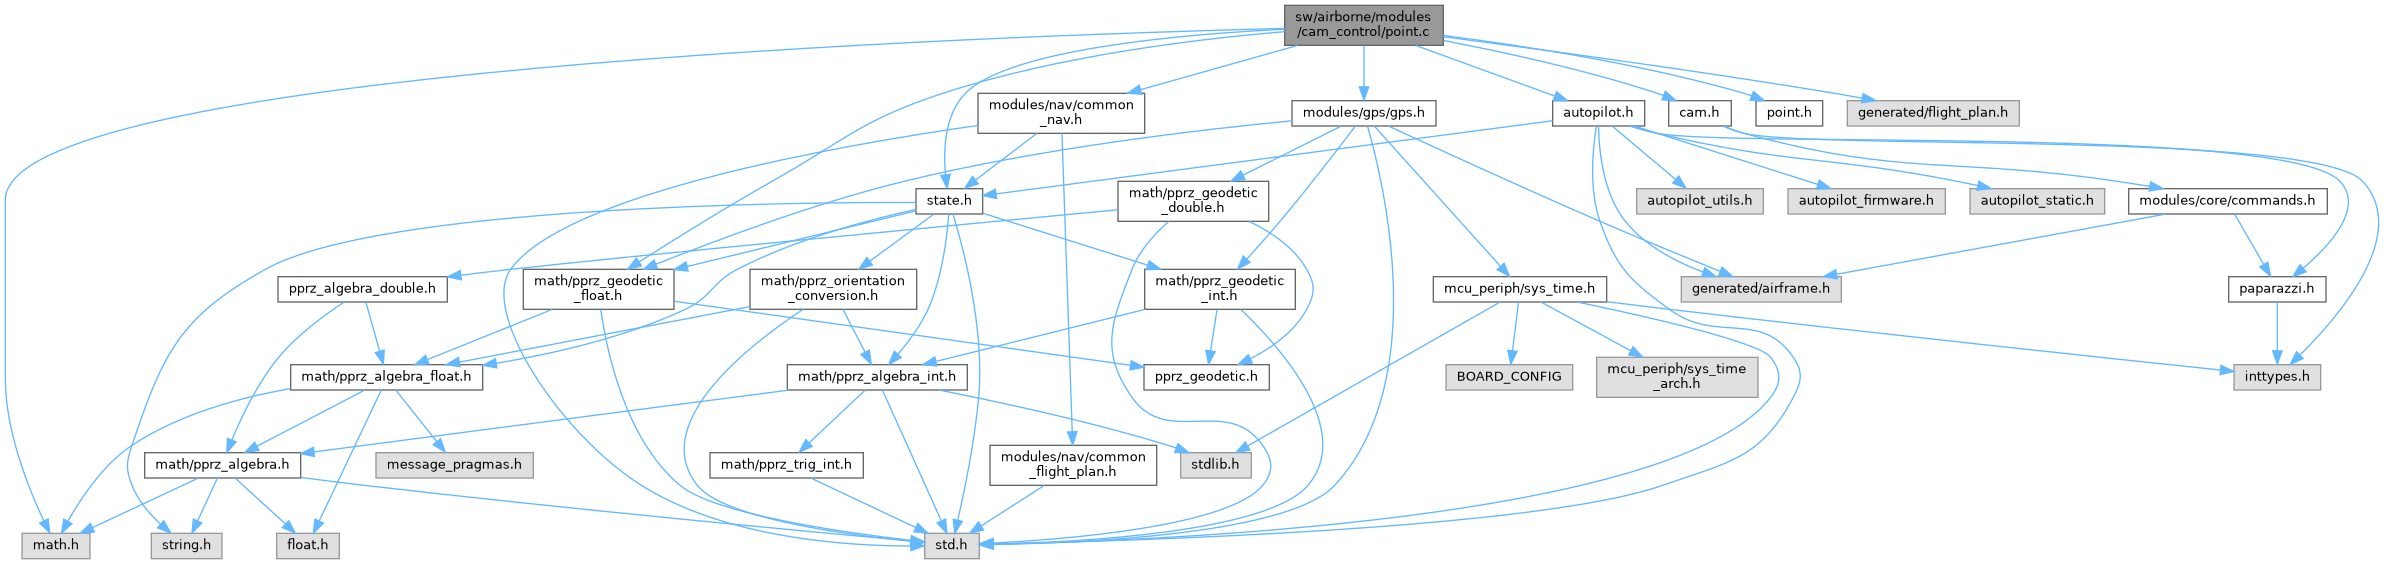 sw/airborne/modules
/cam_control/point.c
modules/nav/common
_nav.h
modules/gps/gps.h
autopilot.h
cam.h
point.h
generated/flight_plan.h
state.h
math/pprz_geodetic
_double.h
autopilot_utils.h
autopilot_firmware.h
autopilot_static.h
modules/core/commands.h
pprz_algebra_double.h
math/pprz_geodetic
_float.h
math/pprz_orientation
_conversion.h
math/pprz_geodetic
_int.h
mcu_periph/sys_time.h
generated/airframe.h
paparazzi.h
math/pprz_algebra_float.h
math/pprz_algebra_int.h
pprz_geodetic.h
BOARD_CONFIG
mcu_periph/sys_time
_arch.h
inttypes.h
math/pprz_algebra.h
message_pragmas.h
math/pprz_trig_int.h
modules/nav/common
_flight_plan.h
stdlib.h
math.h
string.h
float.h
std.h